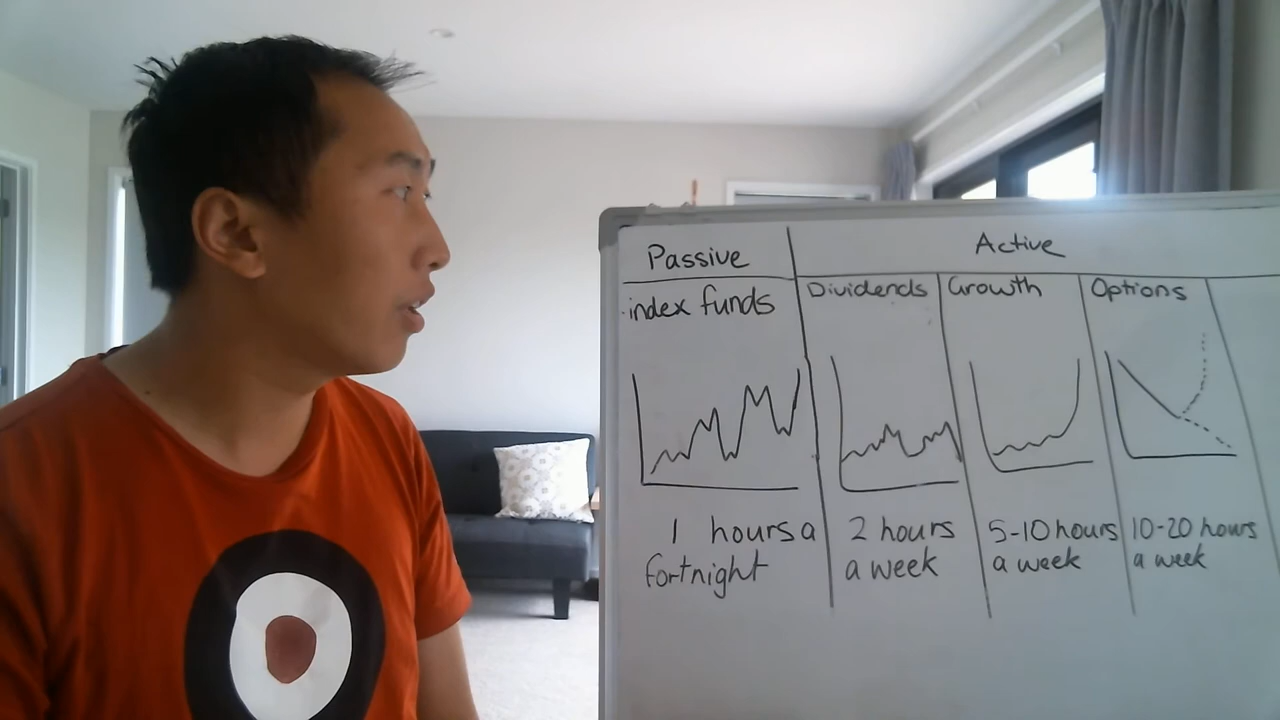 Passive
Active
index funds
Dividends
Growth
Options
1 hours a
fortnight
2 hours
a week
5-10 hours
a week
10-20 hours
a week